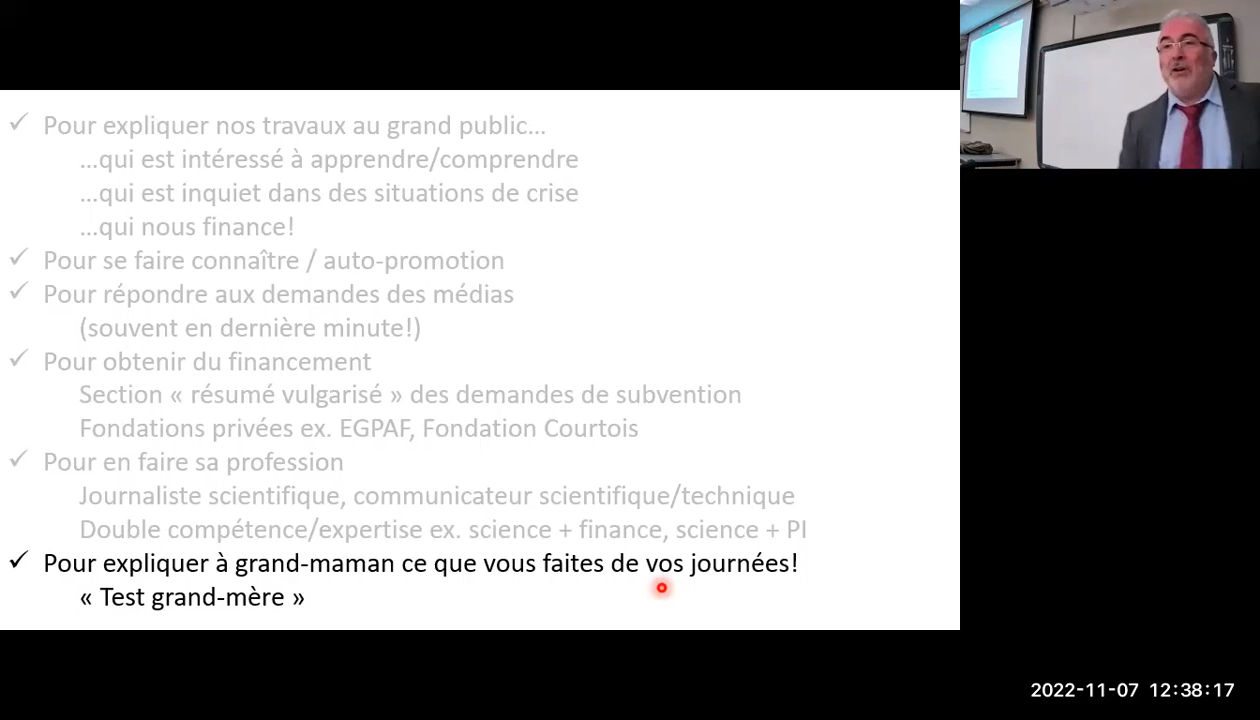 ✓ Pour expliquer nos travaux au grand public...
...qui est intéressé à apprendre/comprendre
...qui est inquiet dans des situations de crise
...qui nous finance!
✓ Pour se faire connaître / auto-promotion
✓ Pour répondre aux demandes des médias
(souvent en dernière minute!)
✓ Pour obtenir du financement
Section « résumé vulgarisé » des demandes de subvention
Fondations privées ex. EGPAF, Fondation Courtois
✓ Pour en faire sa profession
Journaliste scientifique, communicateur scientifique/technique
Double compétence/expertise ex. science + finance, science + PI
✓ Pour expliquer à grand-maman ce que vous faites de vos journées!
« Test grand-mère »
2022-11-07 12:38:17